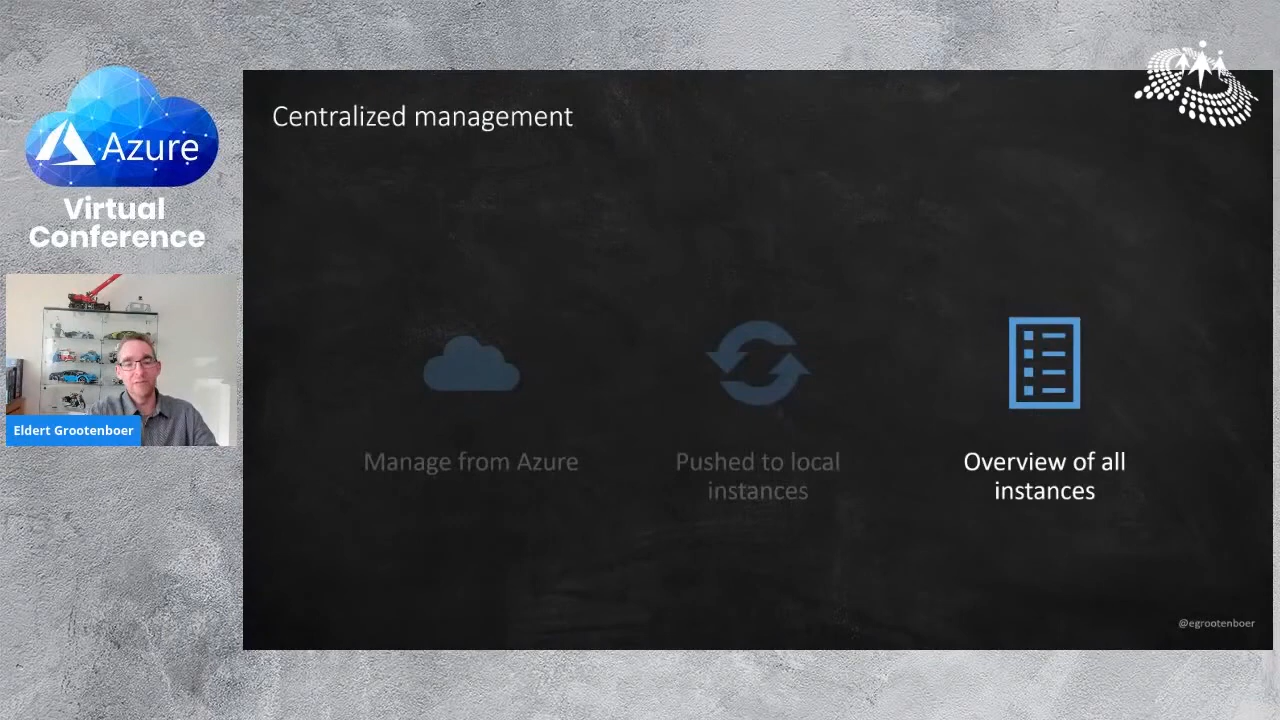 Azure
Virtual
Conference
Eldert Grootenboer
Centralized management
Manage from Azure
Pushed to local
instances
Overview of all
instances
@egrootenboer